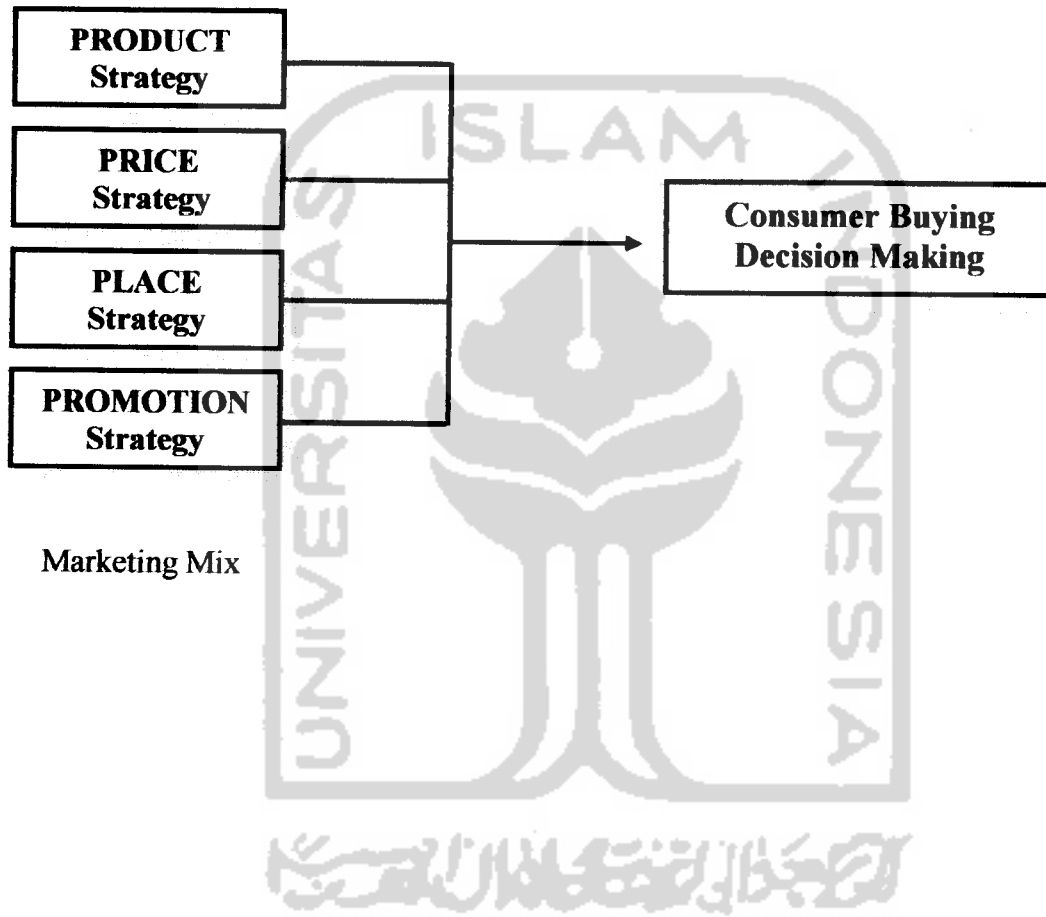 PRODUCT
Strategy
PRICE
Strategy
PLACE
Strategy
PROMOTION
Strategy
Consumer Buying
Decision Making
Marketing Mix
UNIVERSITAS
ISLAM
INDONESIA